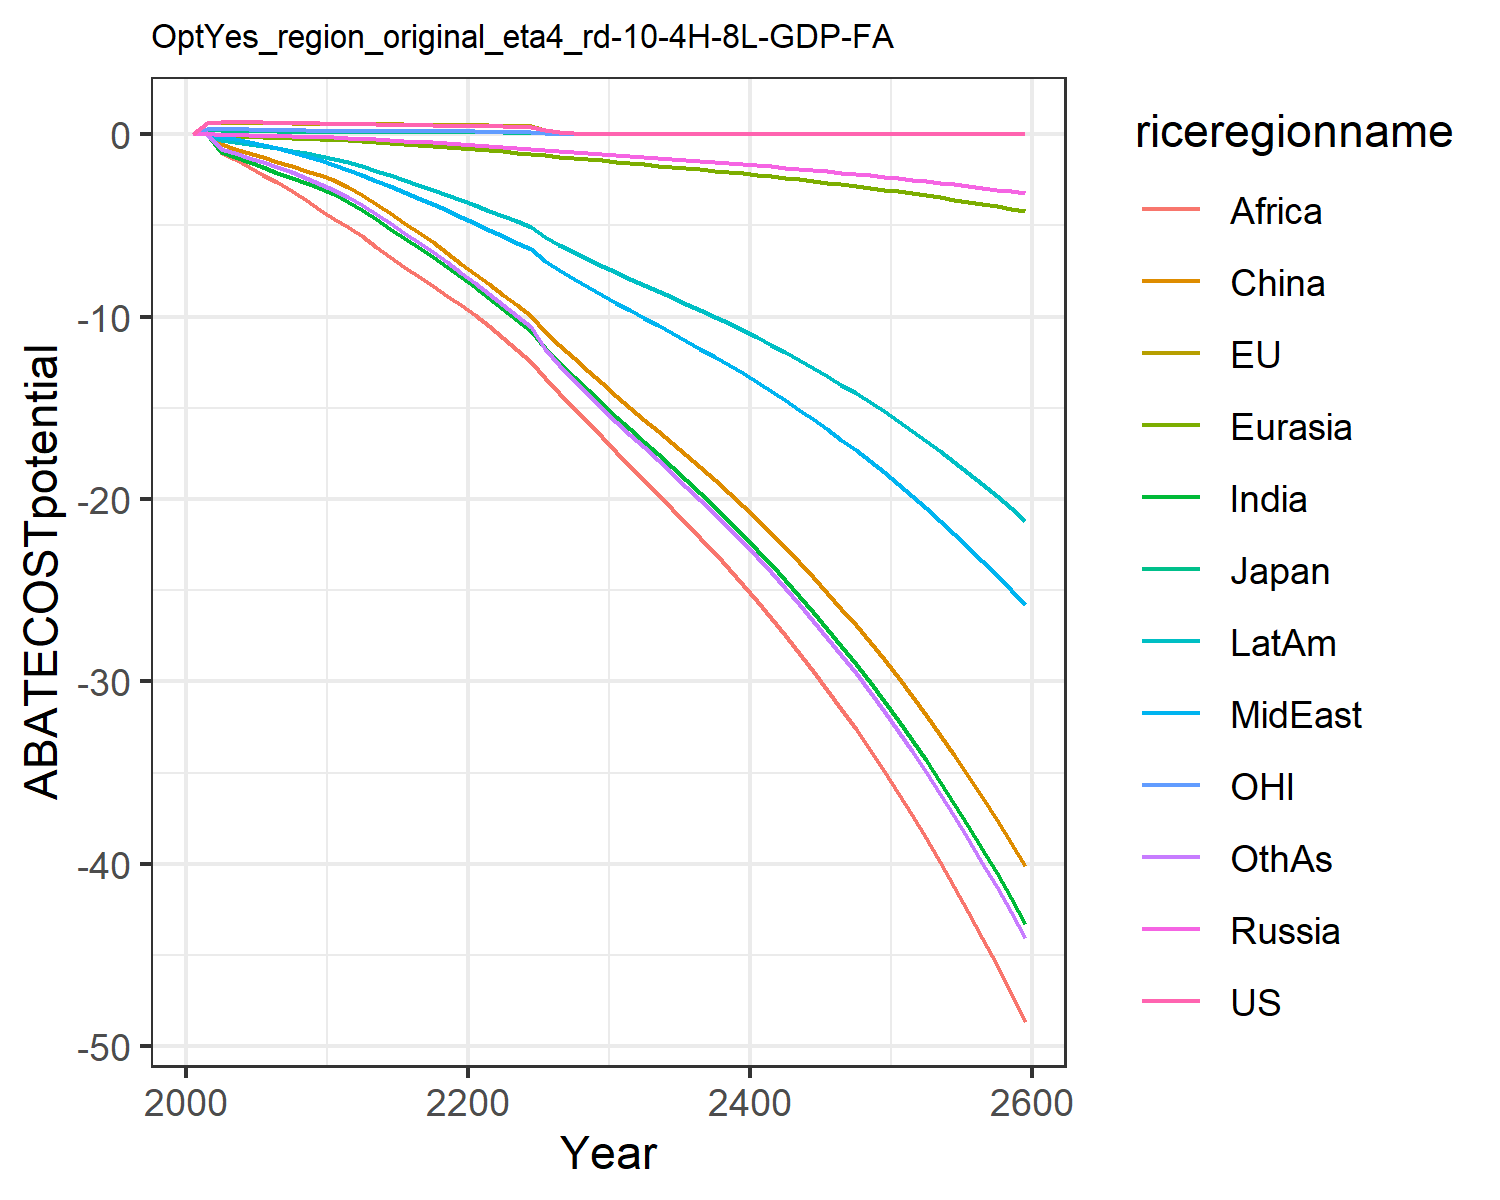 OptYes_region_original_eta4_rd-10-4H-8L-GDP-FA
ABATECOSTpotential
0
-10
-20
-30
-40
-50
2000 2200 2400 2600
Year
riceregionname
Africa
China
EU
Eurasia
India
Japan
LatAm
MidEast
OHI
OthAs
Russia
US